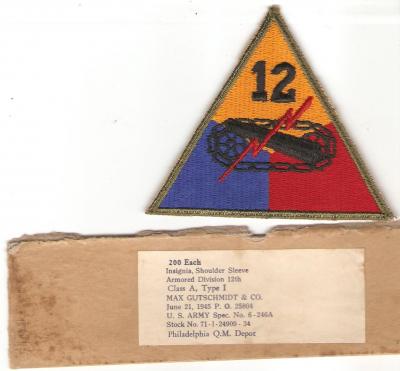 12
200 Each
Insignia, Shoulder Sleeve
Armored Division 12th
Class A, Type I
MAX GUTSCHMIDT & CO.
June 21, 1945 P. O. 25804
U. S. ARMY Spec. No. 6-246A
Stock No. 71-I-24909-34
Philadelphia Q.M. Depot